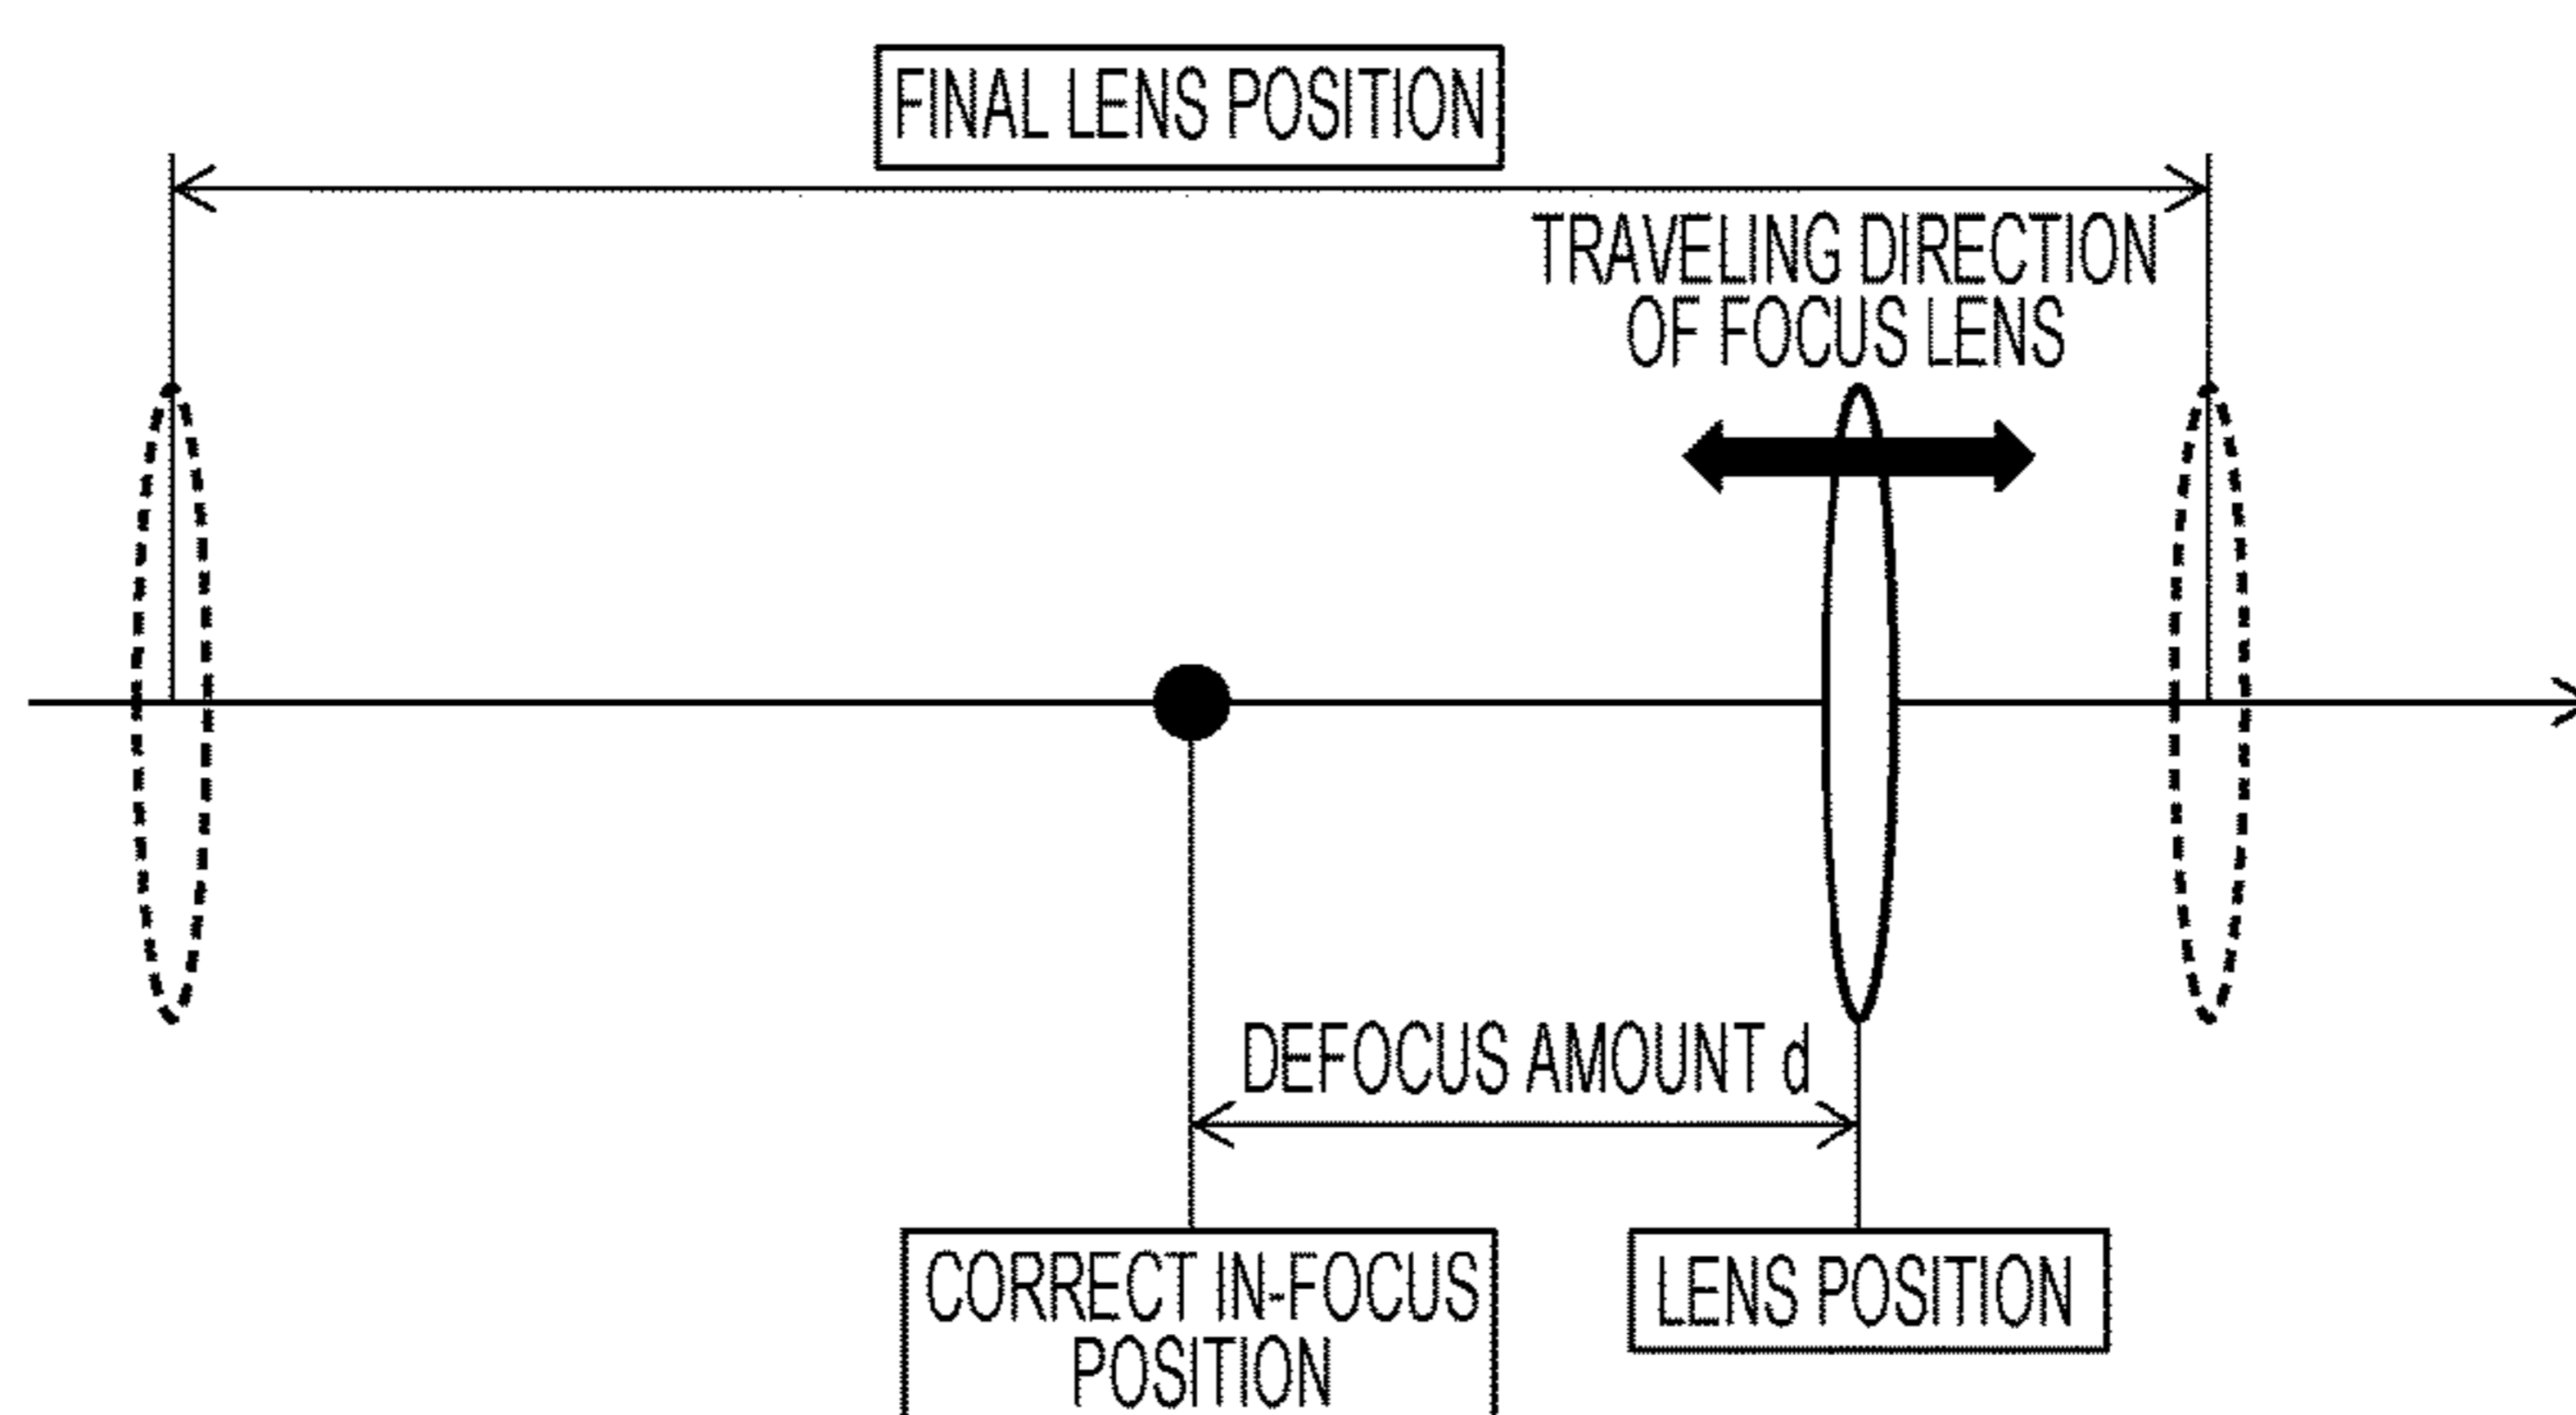 FINAL LENS POSITION
TRAVELING DIRECTION
OF FOCUS LENS
DEFOCUS AMOUNT d
CORRECT IN-FOCUS
POSITION
LENS POSITION